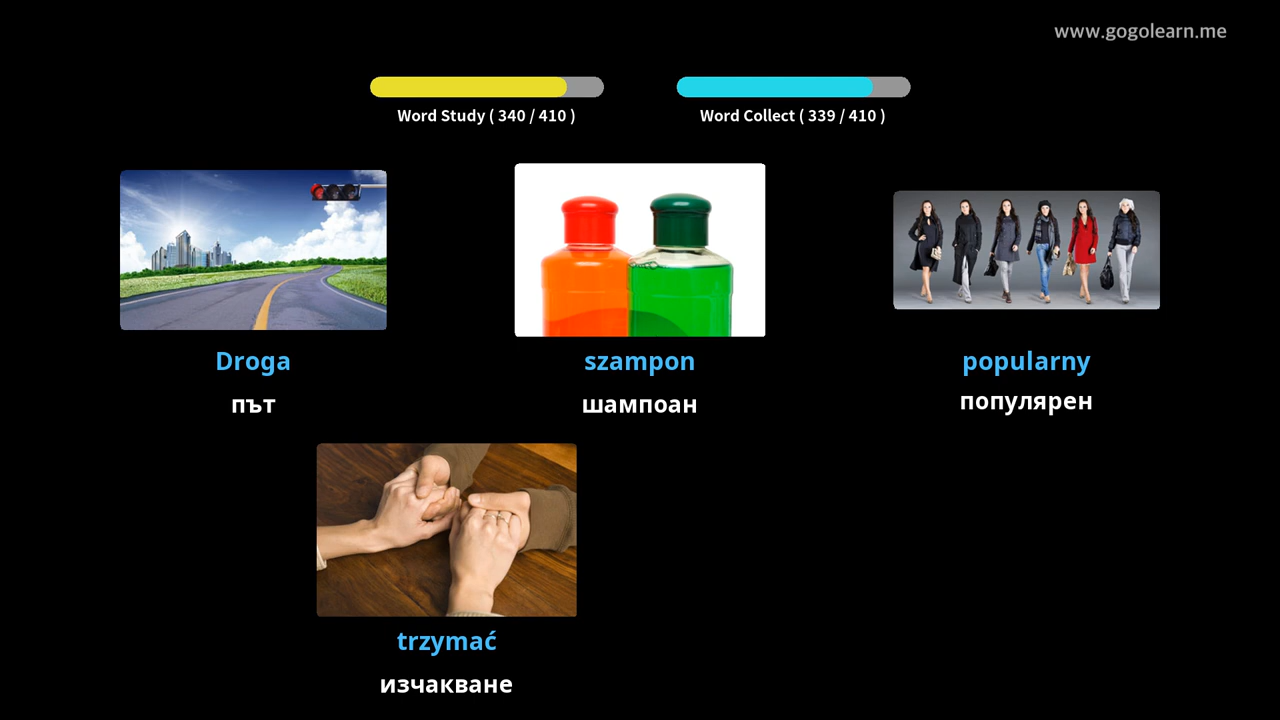 www.gogolearn.me
Word Study ( 340 / 410 )
Word Collect ( 339 / 410 )
Droga
szampon
popularny
път
шампоан
популярен
trzymać
изчакване